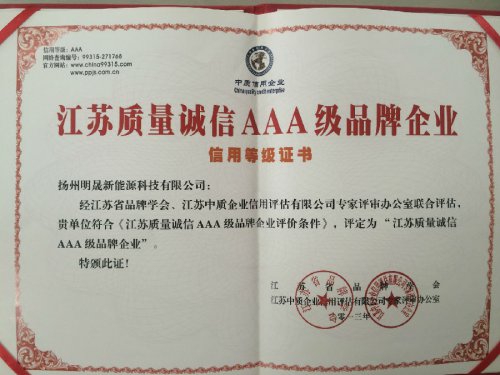 信用等级：AAA
网络查询编号：99315-271768
官方网站：www.china99315.com
www.ppjs.com.cn
中质信用企业
江苏质量诚信AAA级品牌企业
信用等级证书
扬州明晟新能源科技有限公司：
经江苏省品牌学会、江苏中质企业信用评估有限公司专家评审办公室联合评估，
贵单位符合《江苏质量诚信AAA级品牌企业评价条件》，评定为“江苏质量诚信
AAA级品牌企业”。
特颁此证！
江苏省品牌学会
江苏中质企业信用评估有限公司专家评审办公室
二〇一三年